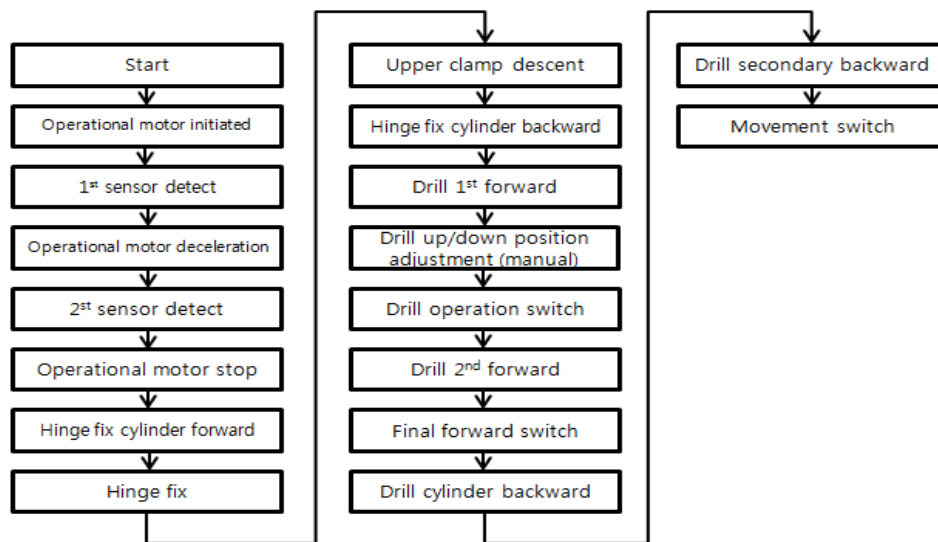 Start
Operational motor initiated
1st sensor detect
Operational motor deceleration
2st sensor detect
Operational motor stop
Hinge fix cylinder forward
Hinge fix
Upper clamp descent
Hinge fix cylinder backward
Drill 1st forward
Drill up/down position
adjustment (manual)
Drill operation switch
Drill 2nd forward
Final forward switch
Drill cylinder backward
Drill secondary backward
Movement switch